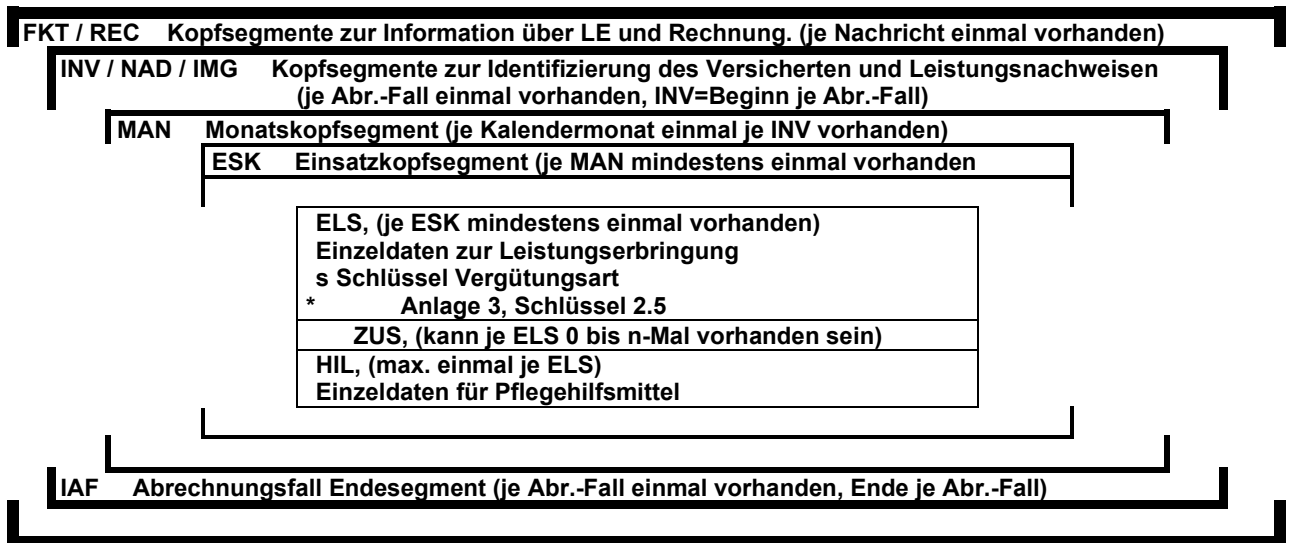 FKT / REC Kopfsegmente zur Information über LE und Rechnung. (je Nachricht einmal vorhanden)
INV / NAD / IMG Kopfsegmente zur Identifizierung des Versicherten und Leistungsnachweisen
(je Abr.-Fall einmal vorhanden, INV=Beginn je Abr.-Fall)
MAN Monatskopfsegment (je Kalendermonat einmal je INV vorhanden)
ESK Einsatzkopfsegment (je MAN mindestens einmal vorhanden
ELS, (je ESK mindestens einmal vorhanden)
Einzeldaten zur Leistungserbringung
s Schlüssel Vergütungsart
* Anlage 3, Schlüssel 2.5
ZUS, (kann je ELS 0 bis n-Mal vorhanden sein)
HIL, (max. einmal je ELS)
Einzeldaten für Pflegehilfsmittel
IAF Abrechnungsfall Endesegment (je Abr.-Fall einmal vorhanden, Ende je Abr.-Fall)